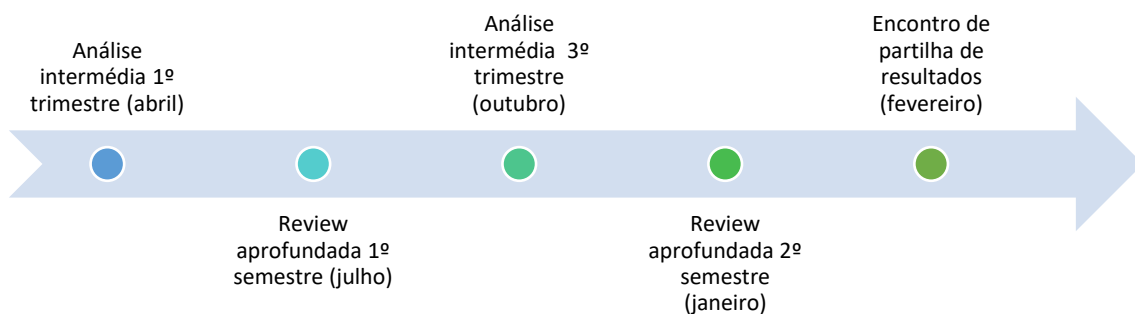 Análise
intermédia 1º
trimestre (abril)
Review
aprofundada 1º
semestre (julho)
Análise
intermédia 3º
trimestre
(outubro)
Review
aprofundada 2º
semestre
(janeiro)
Encontro de
partilha de
resultados
(fevereiro)